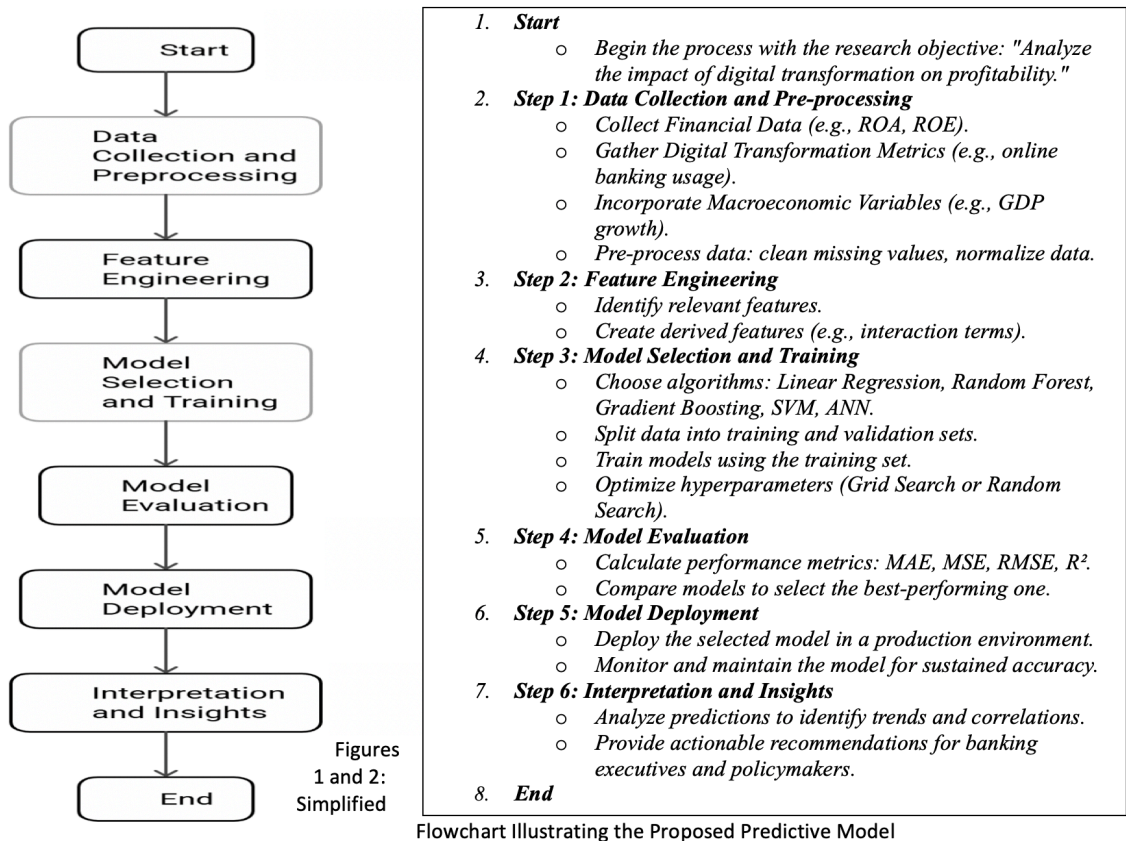 Start
Data
Collection and
Preprocessing
Feature
Engineering
Model
Selection
and Training
Model
Evaluation
Model
Deployment
Interpretation
and Insights
End
Figures
1 and 2:
Simplified
1. Start
o Begin the process with the research objective: "Analyze
the impact of digital transformation on profitability."
2. Step 1: Data Collection and Pre-processing
o Collect Financial Data (e.g., ROA, ROE).
o Gather Digital Transformation Metrics (e.g., online
banking usage).
o Incorporate Macroeconomic Variables (e.g., GDP
growth).
o Pre-process data: clean missing values, normalize data.
3. Step 2: Feature Engineering
o Identify relevant features.
o Create derived features (e.g., interaction terms).
4. Step 3: Model Selection and Training
o Choose algorithms: Linear Regression, Random Forest,
Gradient Boosting, SVM, ANN.
o Split data into training and validation sets.
o Train models using the training set.
o Optimize hyperparameters (Grid Search or Random
Search).
5. Step 4: Model Evaluation
o Calculate performance metrics: MAE, MSE, RMSE, R².
o Compare models to select the best-performing one.
6. Step 5: Model Deployment
o Deploy the selected model in a production environment.
o Monitor and maintain the model for sustained accuracy.
7. Step 6: Interpretation and Insights
o Analyze predictions to identify trends and correlations.
o Provide actionable recommendations for banking
executives and policymakers.
8. End
Flowchart Illustrating the Proposed Predictive Model